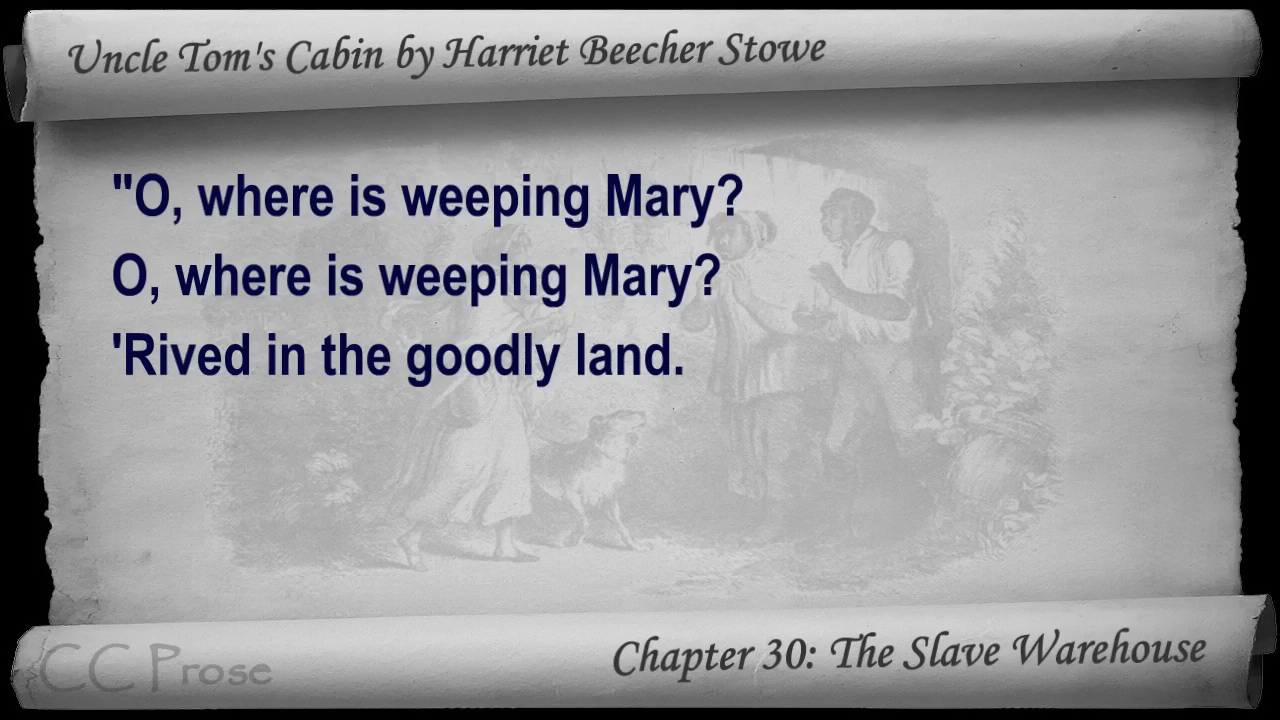 Uncle Tom's Cabin by Harriet Beecher Stowe
"O, where is weeping Mary?
O, where is weeping Mary?
'Rived in the goodly land.
CC Prose
Chapter 30: The Slave Warehouse